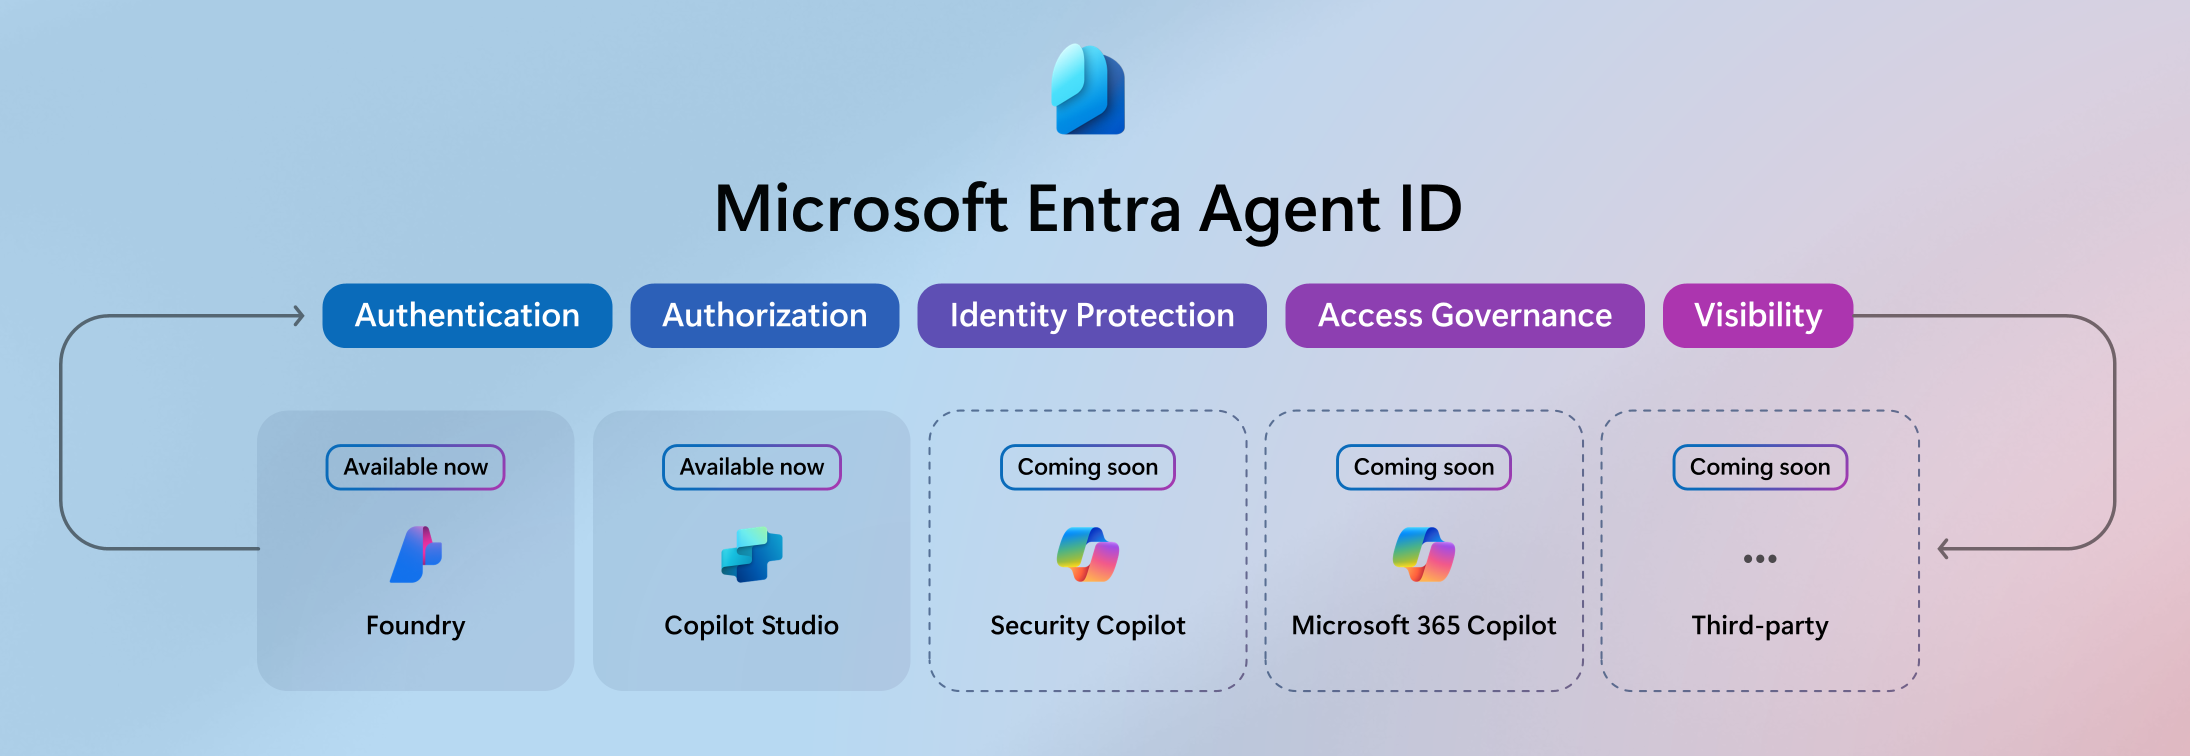 Microsoft Entra Agent ID
Authentication
Authorization
Identity Protection
Access Governance
Visibility
Available now
Foundry
Available now
Copilot Studio
Coming soon
Security Copilot
Coming soon
Microsoft 365 Copilot
Coming soon
...
Third-party